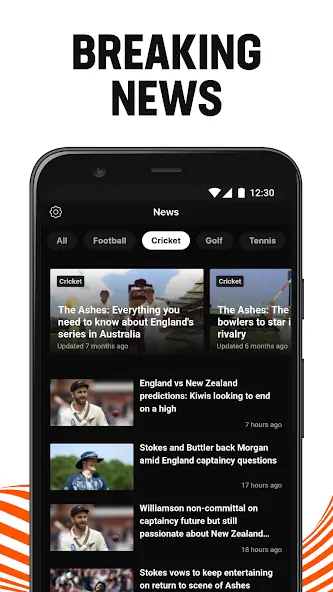 BREAKING
NEWS
12:30
News
All
Football
Cricket
Golf
Tennis
Cricket
The Ashes: Everything you
need to know about England's
series in Australia
Updated 7 months ago
Cricket
The Ashes: The
bowlers to star i
rivalry
Updated 6 months ago
England vs New Zealand
predictions: Kiwis looking to end
on a high
7 hours ago
Stokes and Buttler back Morgan
amid England captaincy questions
17 hours ago
Williamson non-committal on
captaincy future but still
passionate about New Zealand…
18 hours ago
Stokes vows to keep entertaining
on return to scene of Ashes